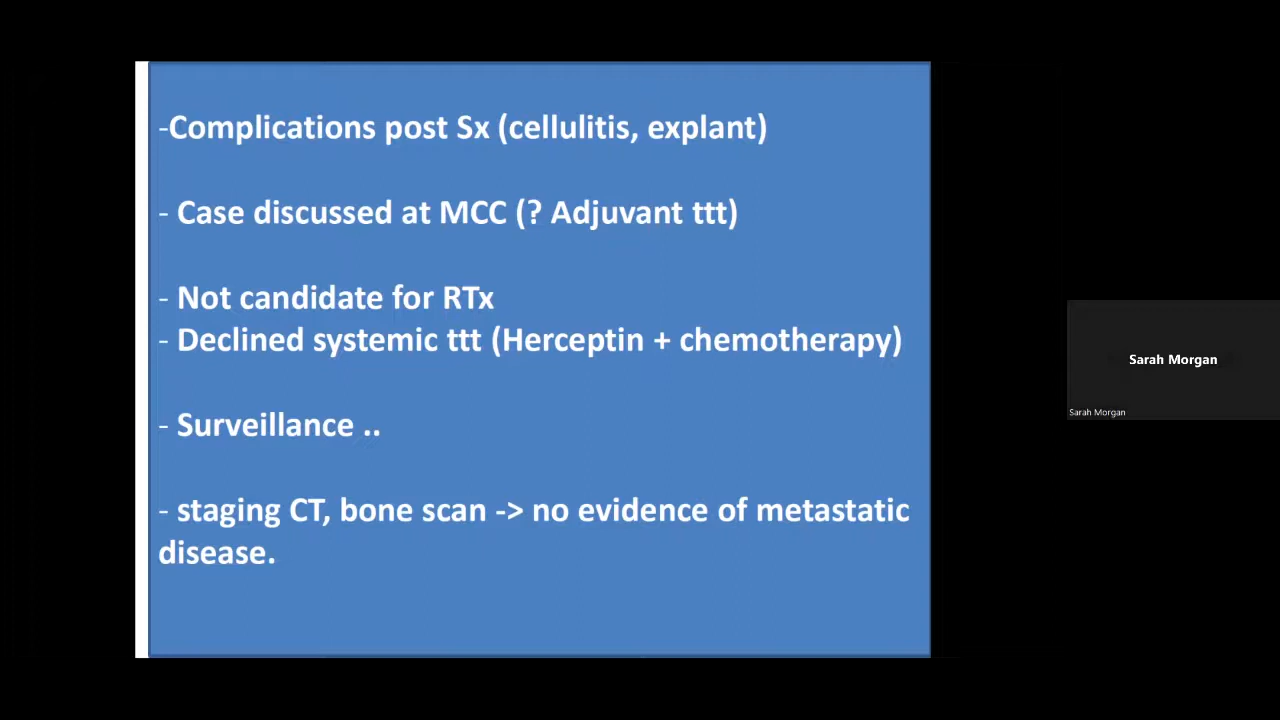 -Complications post Sx (cellulitis, explant)
- Case discussed at MCC (? Adjuvant ttt)
- Not candidate for RTx
- Declined systemic ttt (Herceptin + chemotherapy)
- Surveillance ..
- staging CT, bone scan -> no evidence of metastatic
disease.
Sarah Morgan
Sarah Morgan